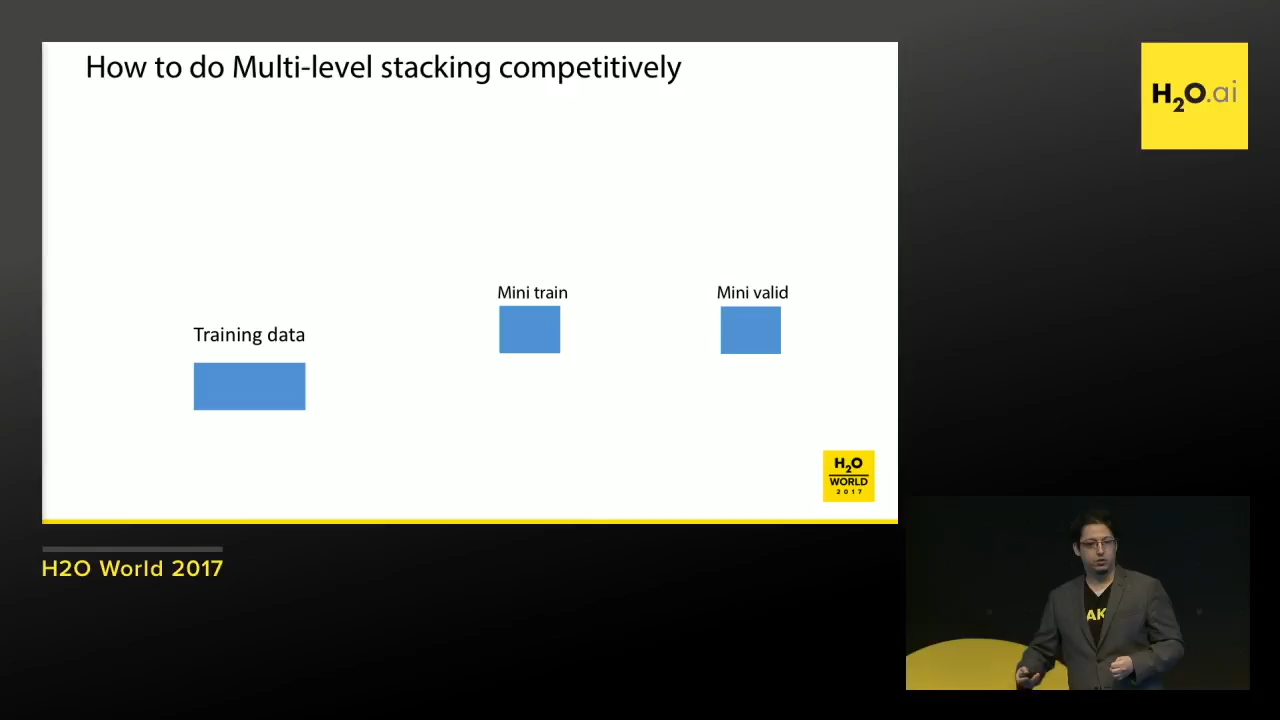 How to do Multi-level stacking competitively
H2O.ai
Mini train
Mini valid
Training data
H2O
WORLD
2017
H2O World 2017
AK